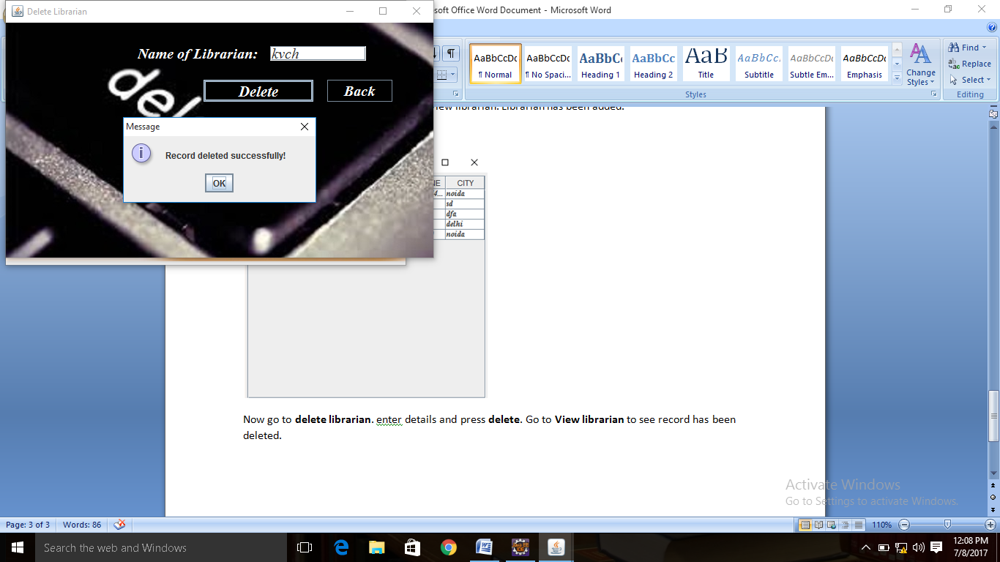 Delete Librarian
soft Office Word Document - Microsoft Word
Name of Librarian: kvch
Delete Back
del
Message
Record deleted successfully!
OK
AaBbCcDc AaBbCcDc AaBbC AaBbCc AaB AaBbCc. AaBbCcDc AaBbCcDc
¶ Normal ¶ No Spaci... Heading 1 Heading 2 Title Subtitle Subtle Em... Emphasis
Change Styles
Find
Replace
Select
Styles Editing
iew librarian. Librarian has been added.
NE CITY
4... noida
sd
dfa
delhi
noida
Now go to delete librarian. enter details and press delete. Go to View librarian to see record has been
deleted.
Activate Windows
Go to Settings to activate Windows.
Page: 3 of 3 Words: 86 110%
Search the web and Windows
12:08 PM
7/8/2017